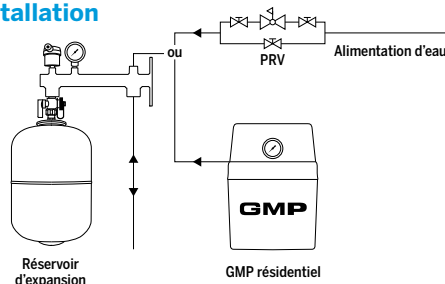 tallation
ou
PRV
Alimentation d'eau
GMP
Réservoir
d'expansion
GMP résidentiel